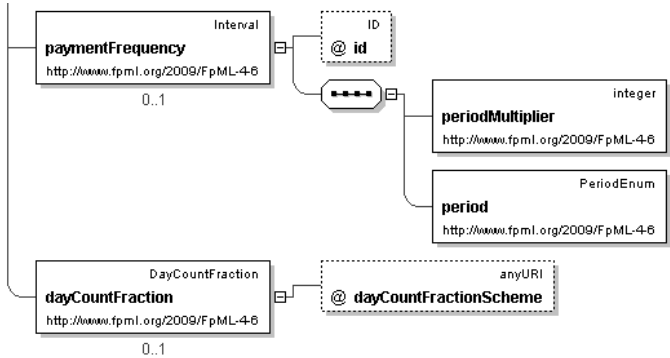 Interval
paymentFrequency
http://www.fpml.org/2009/FpML-4-6
0..1
ID
@ id
integer
periodMultiplier
http://www.fpml.org/2009/FpML-4-6
PeriodEnum
period
http://www.fpml.org/2009/FpML-4-6
DayCountFraction
dayCountFraction
http://www.fpml.org/2009/FpML-4-6
0..1
anyURI
@ dayCountFractionScheme